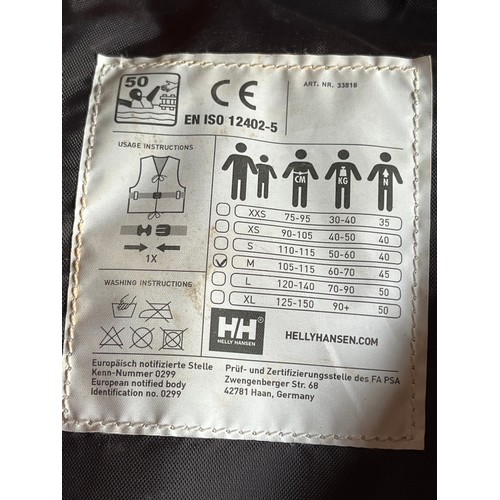 50
CE
ART. NR. 33818
EN ISO 12402-5
USAGE INSTRUCTIONS
1X
WASHING INSTRUCTIONS
CM KG N
XXS 75-95 30-40 35
XS 90-105 40-50 40
S 110-115 50-60 40
M 105-115 60-70 45
L 120-140 70-90 50
XL 125-150 90+ 50
HH ®
HELLY HANSEN
HELLYHANSEN.COM
Europäisch notifizierte Stelle
Kenn-Nummer 0299
European notified body
Identification no. 0299
Prüf- und Zertifizierungsstelle des FA PSA
Zwengenberger Str. 68
42781 Haan, Germany